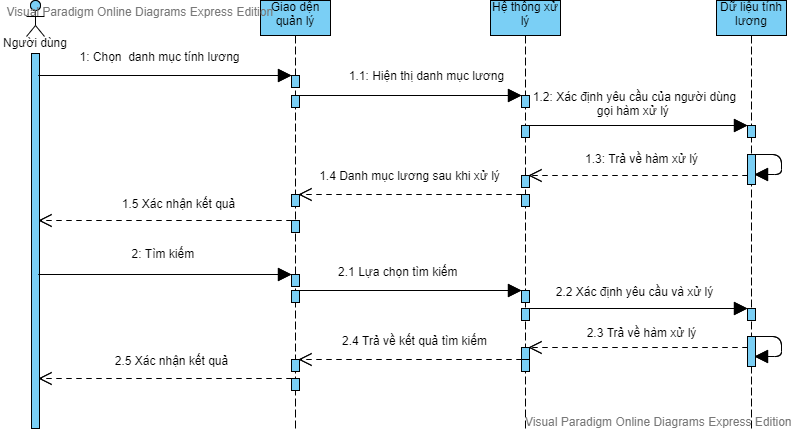 Visual Paradigm Online Diagrams Express Edition
Người dùng
Giao dện
quản lý
Hệ thống xử
lý
Dữ liệu tính
lương
1: Chọn danh mục tính lương
1.1: Hiện thị danh mục lương
1.2: Xác định yêu cầu của người dùng
gọi hàm xử lý
1.3: Trả về hàm xử lý
1.4 Danh mục lương sau khi xử lý
1.5 Xác nhận kết quả
2: Tìm kiếm
2.1 Lựa chọn tìm kiếm
2.2 Xác định yêu cầu và xử lý
2.3 Trả về hàm xử lý
2.4 Trả về kết quả tìm kiếm
2.5 Xác nhận kết quả
Visual Paradigm Online Diagrams Express Edition